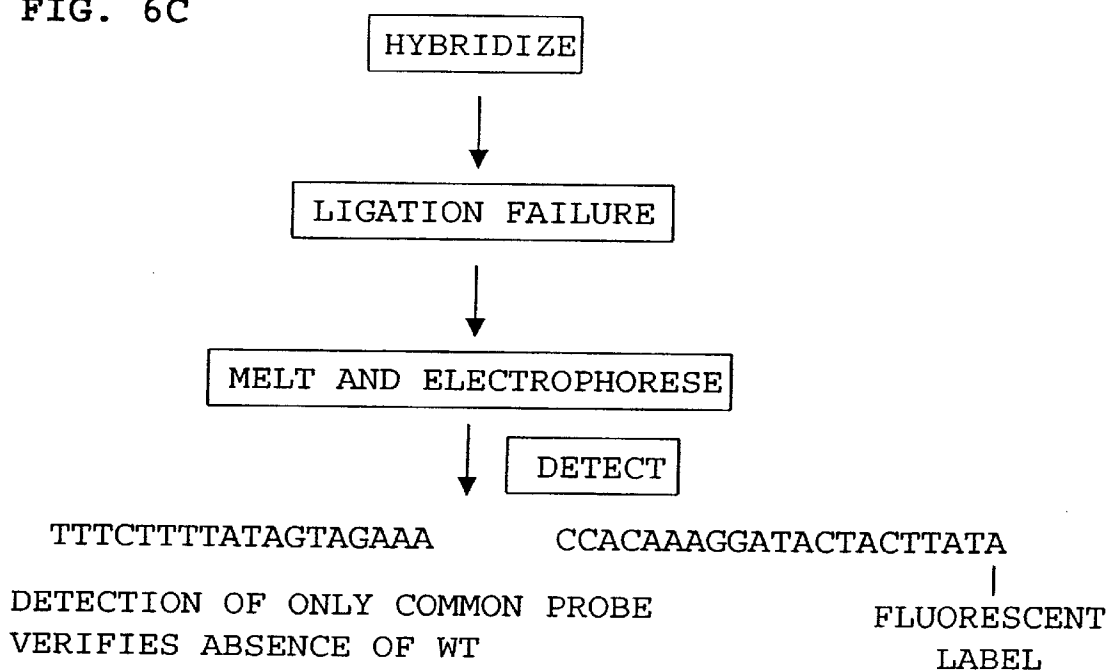 FIG. 6C
HYBRIDIZE
LIGATION FAILURE
MELT AND ELECTROPHORESE
DETECT
TTTCTTTTATAGTAGAAA CCACAAAGGATACTACTTATA
DETECTION OF ONLY COMMON PROBE
VERIFIES ABSENCE OF WT
FLUORESCENT
LABEL